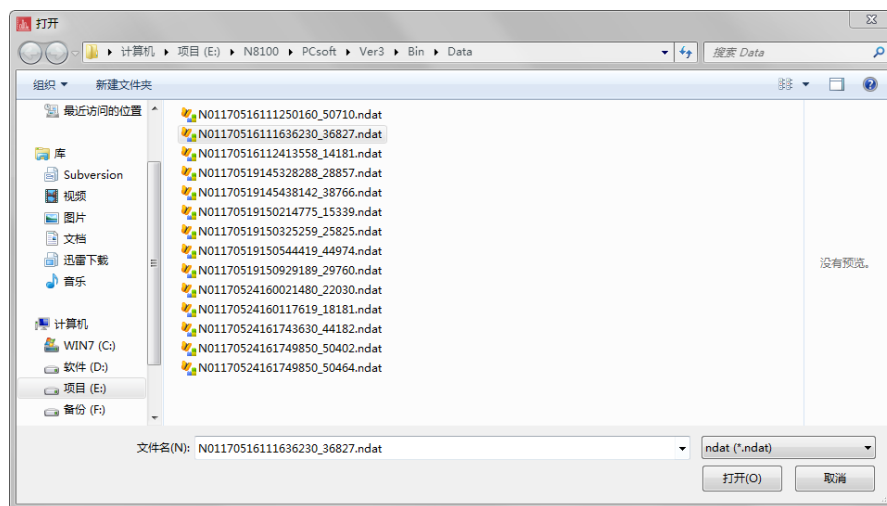 打开
计算机 项目 (E:) N8100 PCsoft Ver3 Bin Data
搜索 Data
组织 新建文件夹
最近访问的位置
库
Subversion
视频
图片
文档
迅雷下载
音乐
计算机
WIN7 (C:)
软件 (D:)
项目 (E:)
备份 (F:)
N01170516111250160_50710.ndat
N01170516111636230_36827.ndat
N01170516112413558_14181.ndat
N01170519145328288_28857.ndat
N01170519145438142_38766.ndat
N01170519150214775_15339.ndat
N01170519150325259_25825.ndat
N01170519150544419_44974.ndat
N01170519150929189_29760.ndat
N01170524160021480_22030.ndat
N01170524160117619_18181.ndat
N01170524161743630_44182.ndat
N01170524161749850_50402.ndat
N01170524161749850_50464.ndat
没有预览。
文件名(N): N01170516111636230_36827.ndat
ndat (*.ndat)
打开(O) 取消